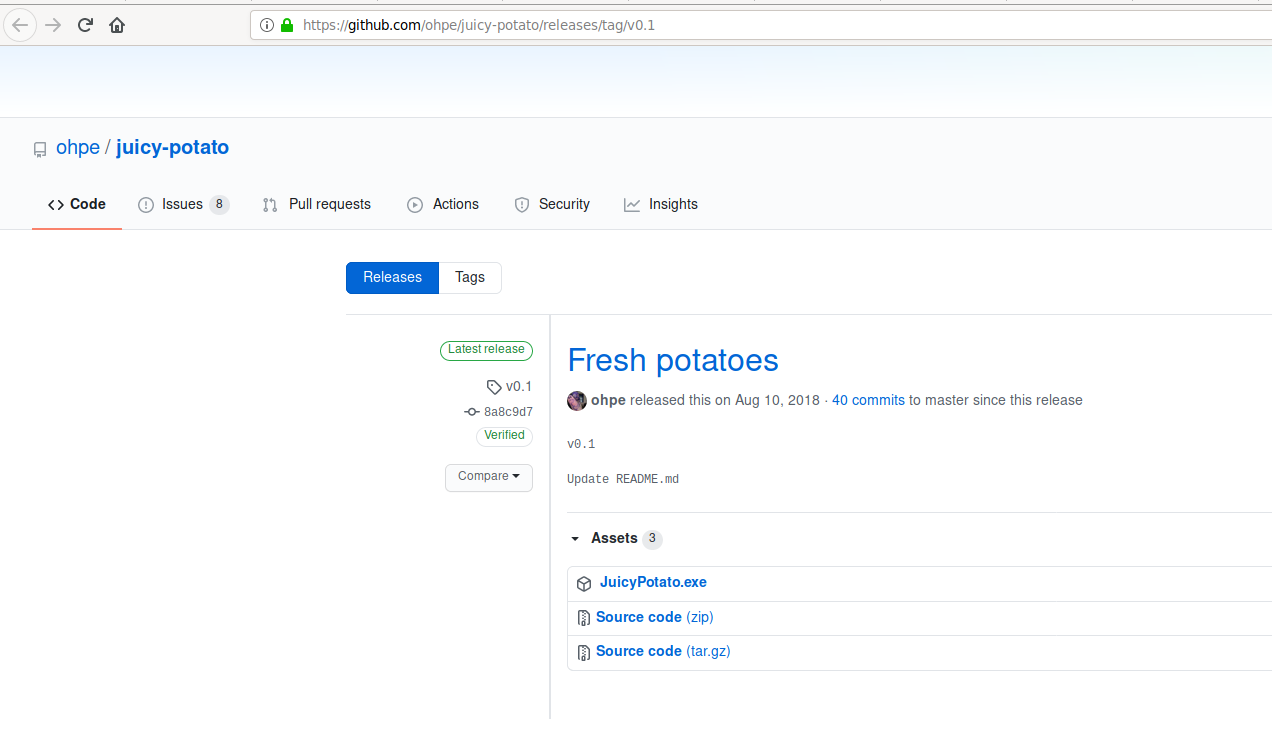 https://github.com/ohpe/juicy-potato/releases/tag/v0.1
ohpe / juicy-potato
Code Issues 8 Pull requests Actions Security Insights
Releases Tags
Latest release
v0.1
8a8c9d7
Verified
Compare
Fresh potatoes
ohpe released this on Aug 10, 2018 · 40 commits to master since this release
v0.1
Update README.md
Assets 3
JuicyPotato.exe
Source code (zip)
Source code (tar.gz)